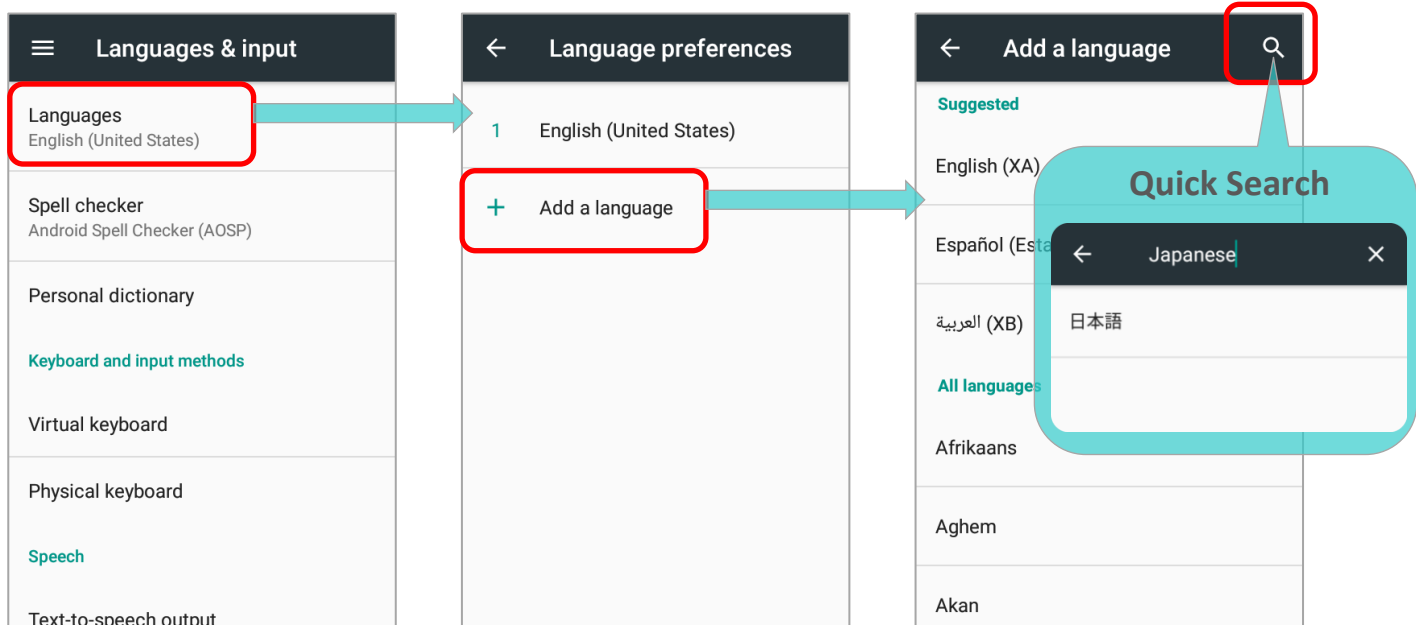 Languages & input
Languages
English (United States)
Spell checker
Android Spell Checker (AOSP)
Personal dictionary
Keyboard and input methods
Virtual keyboard
Physical keyboard
Speech
Text-to-speech output
Language preferences
1 English (United States)
+ Add a language
Add a language
Suggested
English (XA)
Español (Esta
العربية (XB)
All languages
Afrikaans
Aghem
Akan
Quick Search
Japanese
日本語